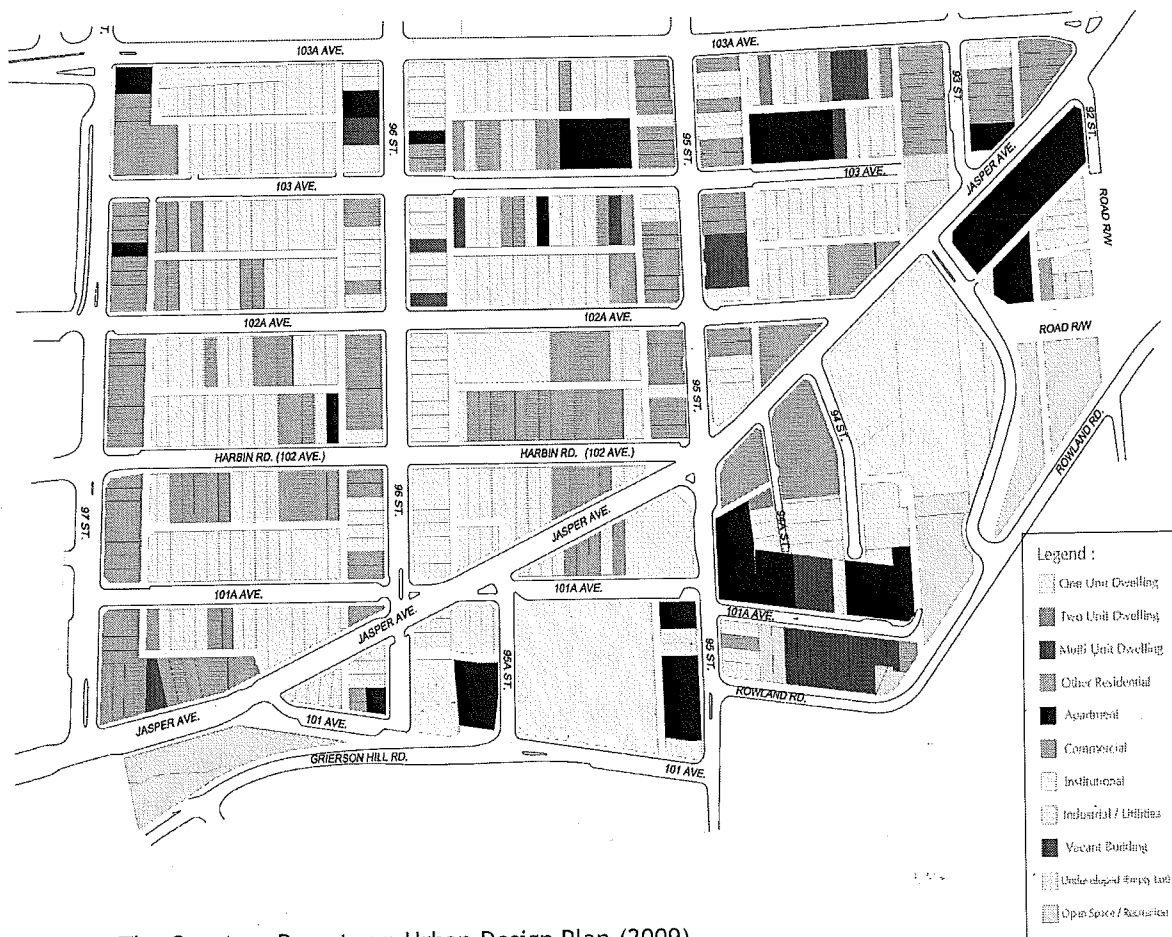 ST.
103A AVE.
103A AVE.
93 ST.
92 ST.
96 ST.
95 ST.
JASPER AVE.
103 AVE.
103 AVE.
ROAD R/W
102A AVE.
102A AVE.
ROAD R/W
95 ST.
94 ST.
ROWLAND RD.
HARBIN RD. (102 AVE.)
HARBIN RD. (102 AVE.)
97 ST.
96 ST.
JASPER AVE.
95A ST.
101A AVE.
101A AVE.
101A AVE.
JASPER AVE.
95A ST.
95 ST.
ROWLAND RD.
JASPER AVE.
101 AVE.
GRIERSON HILL RD.
101 AVE.
Legend :
One Unit Dwelling
Two Unit Dwelling
Multi Unit Dwelling
Other Residential
Apartment
Commercial
Institutional
Industrial / Utilities
Vacant Building
Undeveloped (Empty Lot)
Open Space / Recreation
Urban Design Plan (2009)